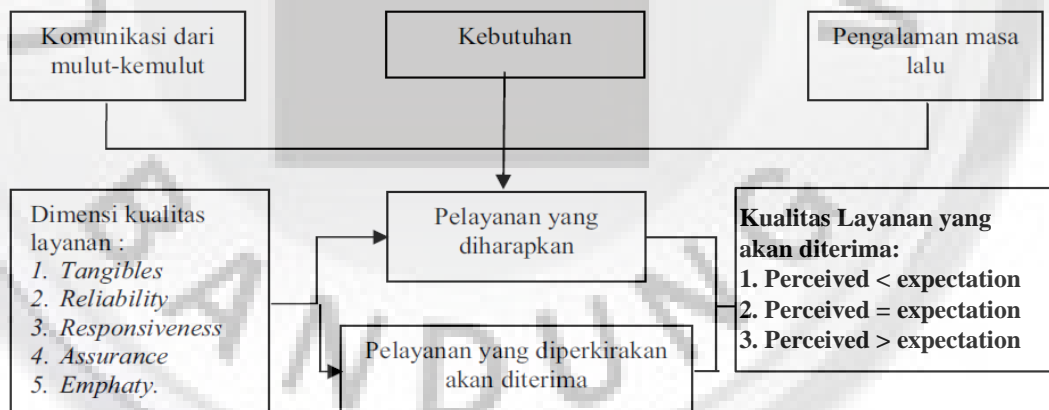 Komunikasi dari
mulut-kemulut
Kebutuhan
Pengalaman masa
lalu
Dimensi kualitas
layanan :
1. Tangibles
2. Reliability
3. Responsiveness
4. Assurance
5. Emphaty.
Pelayanan yang
diharapkan
Pelayanan yang diperkirakan
akan diterima
Kualitas Layanan yang
akan diterima:
1. Perceived < expectation
2. Perceived = expectation
3. Perceived > expectation